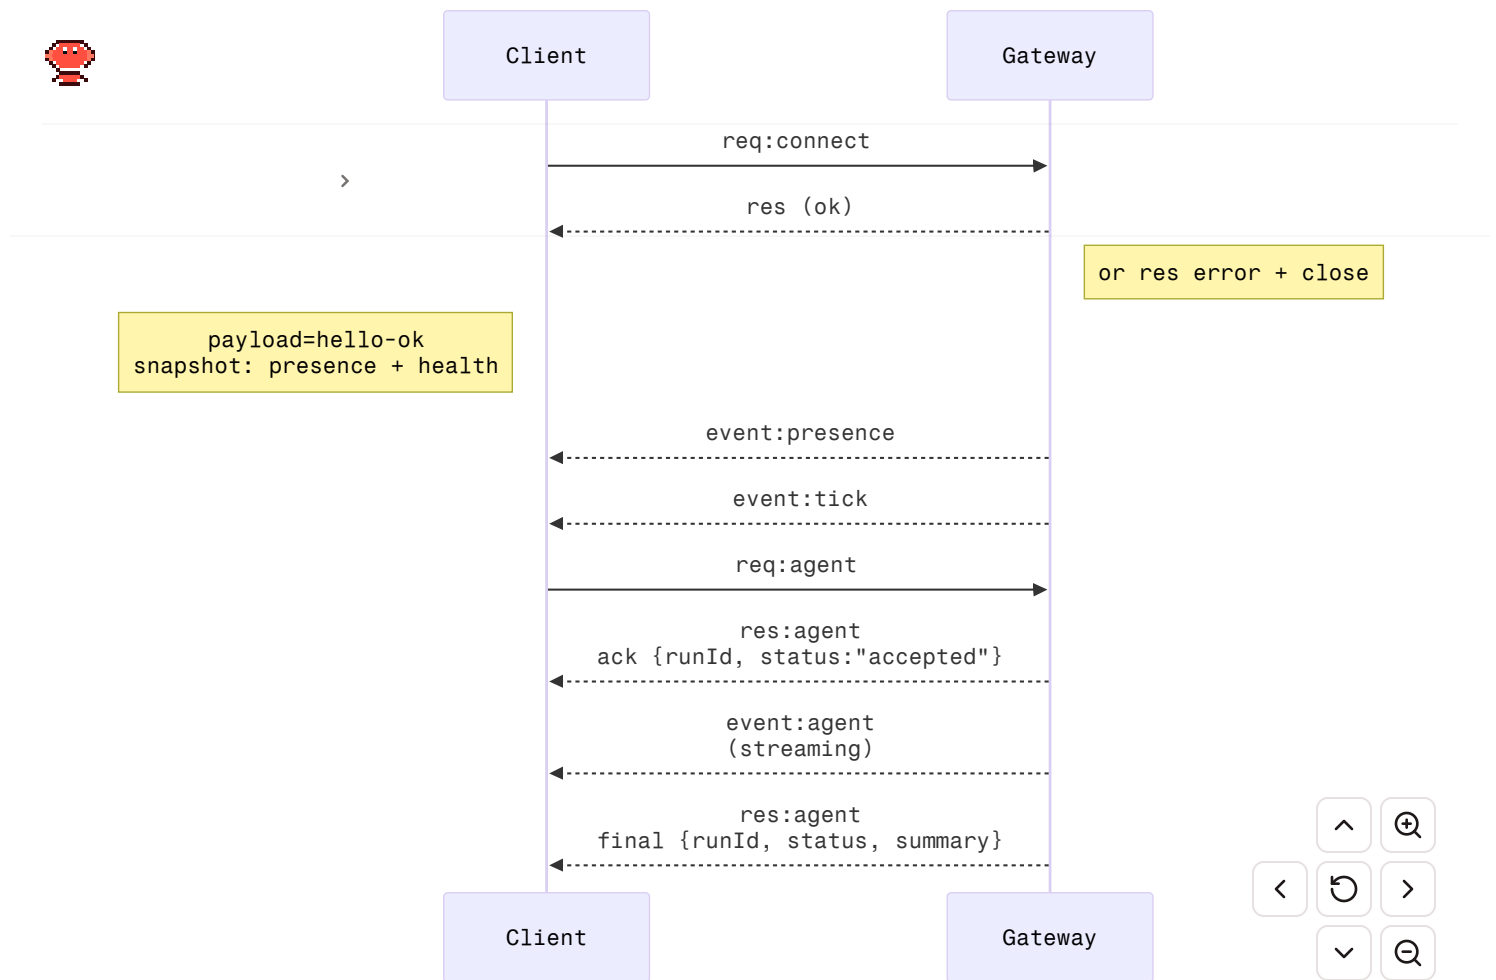 Client
Gateway
req:connect
res (ok)
or res error + close
payload=hello-ok
snapshot: presence + health
event:presence
event:tick
req:agent
res:agent
ack {runId, status:"accepted"}
event:agent
(streaming)
res:agent
final {runId, status, summary}
Client
Gateway